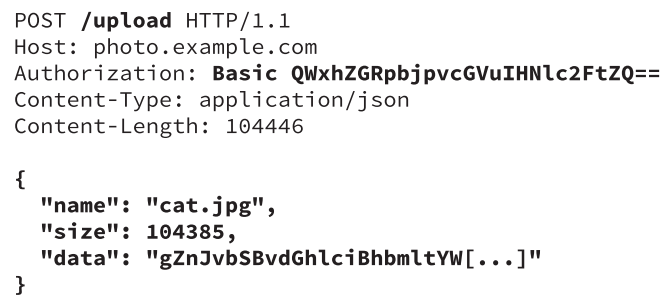 POST /upload HTTP/1.1
Host: photo.example.com
Authorization: Basic QWxhZGRpbjpvcGVuIHNlc2FtZQ==
Content-Type: application/json
Content-Length: 104446

{
  "name": "cat.jpg",
  "size": 104385,
  "data": "gZnJvbSBvdGhlciBhbmltYW[...]"
}